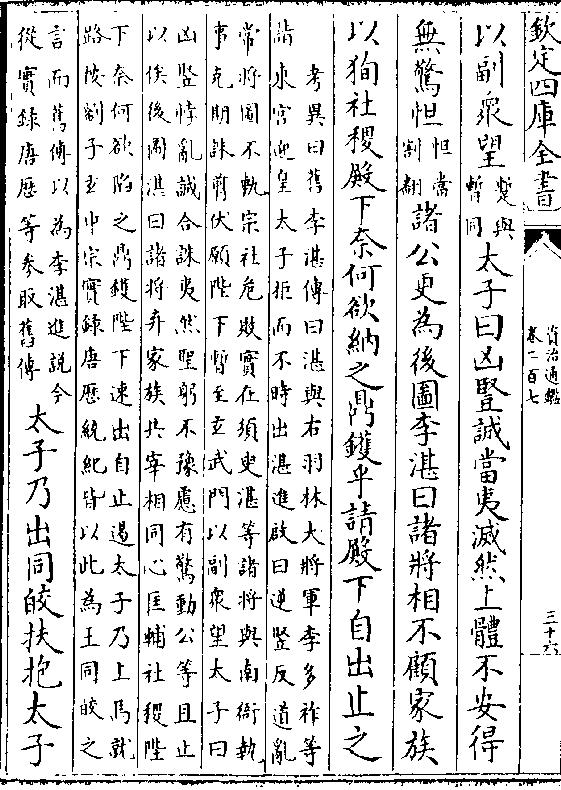 欽定四庫全書
資治通鑑
卷二百七
三十六
以副衆望蹔與暫同太子曰凶豎誠當夷滅然上體不安得
無驚怛怛當割翻諸公更為後圖李湛曰諸將相不顧家族
以狥社稷殿下奈何欲納之鼎鑊乎請殿下自出止之
考異曰舊李湛傳曰湛與右羽林大將軍李多祚等
詣東宮迎皇太子拒而不時出湛進啟曰逆豎反道亂
常將圖不軌宗社危敗實在須臾湛等諸將與南衙執
事克期誅翦伏願陛下暫至玄武門以副衆望太子曰
凶豎悖亂誠合誅夷然聖躬不豫慮有驚動公等且止
以俟後圖湛曰諸將弃家族共宰相同心匡輔社稷陛
下奈何欲陷之鼎鑊陛下速出自止遏太子乃上馬就
路按劉子玄中宗實録唐厯統紀皆以此為王同皎之
言而舊傳以為李湛進説今
從實録唐厯等叅取舊傳太子乃出同皎扶抱太子